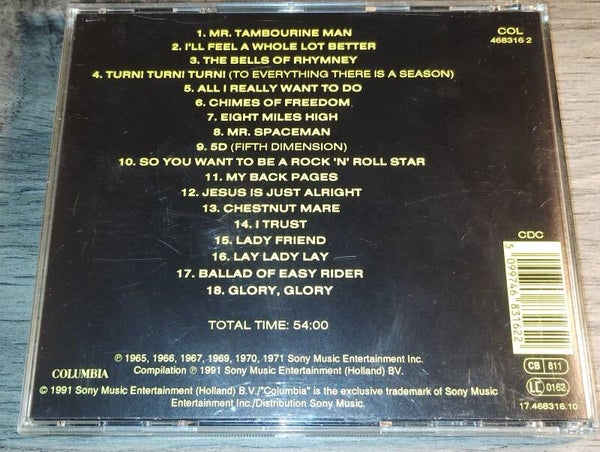 COL
468316 2
1. MR. TAMBOURINE MAN
2. I'LL FEEL A WHOLE LOT BETTER
3. THE BELLS OF RHYMNEY
4. TURN! TURN! TURN! (TO EVERYTHING THERE IS A SEASON)
5. ALL I REALLY WANT TO DO
6. CHIMES OF FREEDOM
7. EIGHT MILES HIGH
8. MR. SPACEMAN
9. 5D (FIFTH DIMENSION)
10. SO YOU WANT TO BE A ROCK 'N' ROLL STAR
11. MY BACK PAGES
12. JESUS IS JUST ALRIGHT
13. CHESTNUT MARE
14. I TRUST
15. LADY FRIEND
16. LAY LADY LAY
17. BALLAD OF EASY RIDER
18. GLORY, GLORY
TOTAL TIME: 54:00
CDC
5 099746 831622
℗ 1965, 1966, 1967, 1969, 1970, 1971 Sony Music Entertainment Inc.
Compilation ℗ 1991 Sony Music Entertainment (Holland) BV.
COLUMBIA
© 1991 Sony Music Entertainment (Holland) B.V./"Columbia" is the exclusive trademark of Sony Music
Entertainment Inc./Distribution Sony Music.
CB 811
LC 0162
17.468316.10